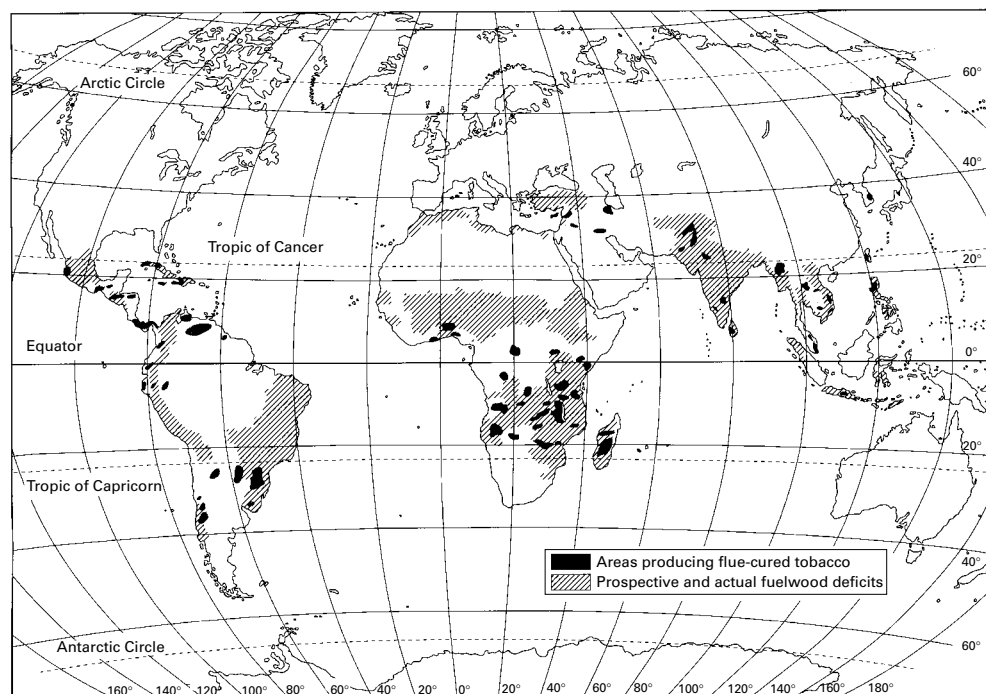 Arctic Circle
60°
40°
Tropic of Cancer
20°
Equator
0°
20°
Tropic of Capricorn
40°
Areas producing flue-cured tobacco
Prospective and actual fuelwood deficits
Antarctic Circle
60°
160° 140° 120° 100° 80° 60° 40° 20° 0° 20° 40° 60° 80° 100° 120° 140° 160° 180°